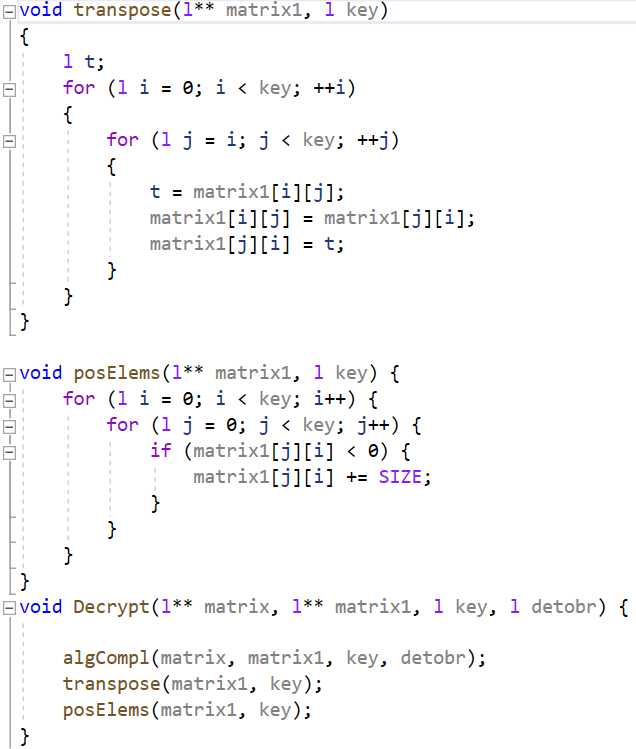 void transpose(l** matrix1, l key)
{
    l t;
    for (l i = 0; i < key; ++i)
    {
        for (l j = i; j < key; ++j)
        {
            t = matrix1[i][j];
            matrix1[i][j] = matrix1[j][i];
            matrix1[j][i] = t;
        }
    }
}

void posElems(l** matrix1, l key) {
    for (l i = 0; i < key; i++) {
        for (l j = 0; j < key; j++) {
            if (matrix1[j][i] < 0) {
                matrix1[j][i] += SIZE;
            }
        }
    }
}
void Decrypt(l** matrix, l** matrix1, l key, l detobr) {

    algCompl(matrix, matrix1, key, detobr);
    transpose(matrix1, key);
    posElems(matrix1, key);
}